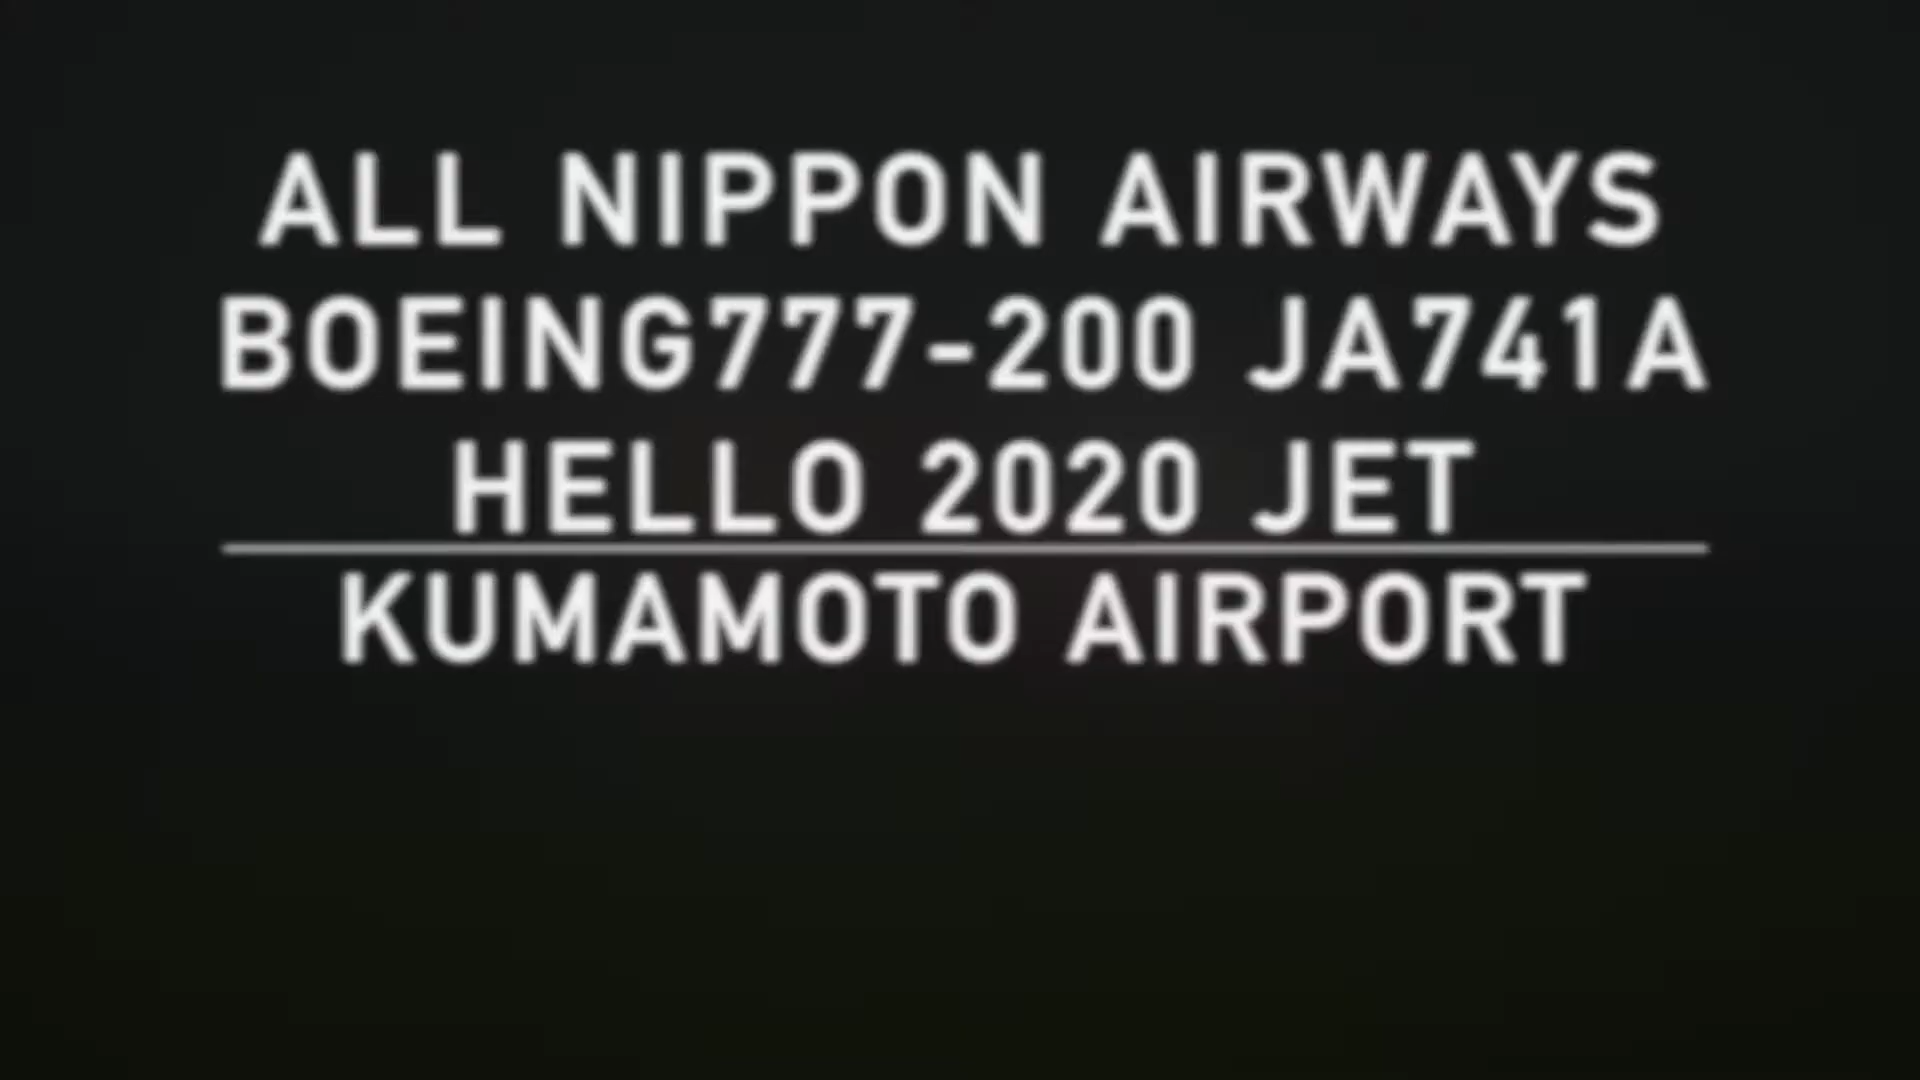 ALL NIPPON AIRWAYS
BOEING777-200 JA741A
HELLO 2020 JET
KUMAMOTO AIRPORT